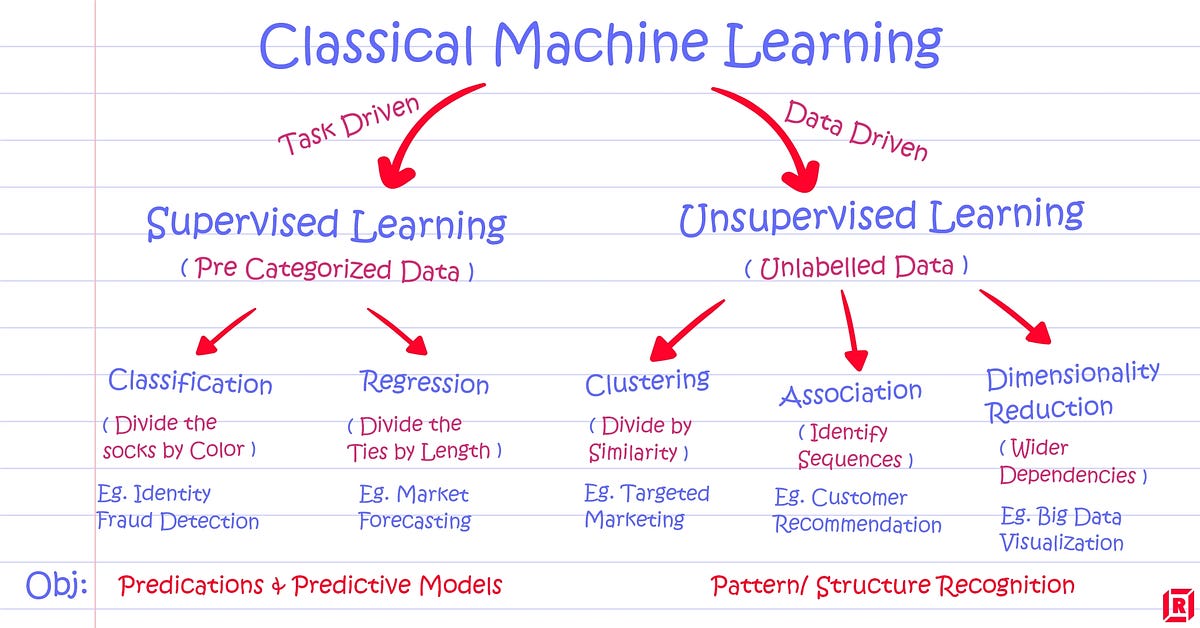 Classical Machine Learning
Task Driven
Data Driven
Supervised Learning
( Pre Categorized Data )
Unsupervised Learning
( Unlabelled Data )
Classification
( Divide the
socks by Color )
Eg. Identity
Fraud Detection
Regression
( Divide the
Ties by Length )
Eg. Market
Forecasting
Clustering
( Divide by
Similarity )
Eg. Targeted
Marketing
Association
( Identify
Sequences )
Eg. Customer
Recommendation
Dimensionality
Reduction
( Wider
Dependencies )
Eg. Big Data
Visualization
Obj: Predications & Predictive Models
Pattern/ Structure Recognition
R